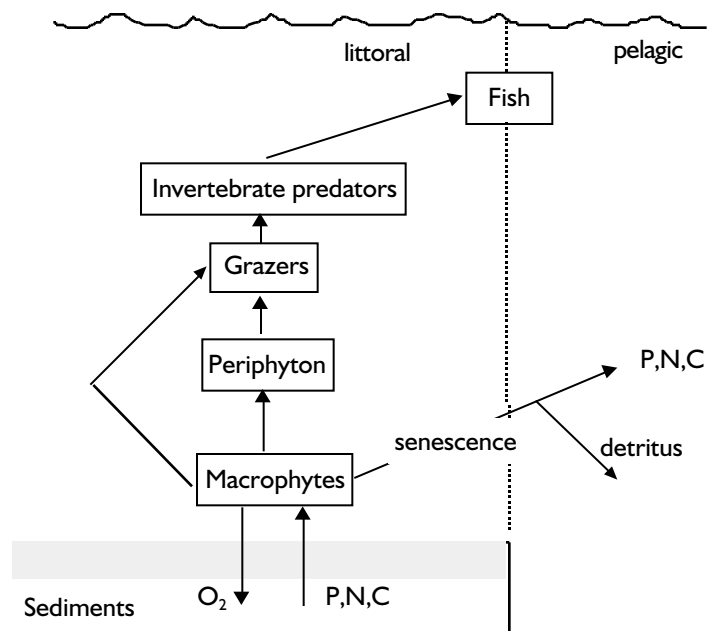 littoral
pelagic
Fish
Invertebrate predators
Grazers
Periphyton
P,N,C
senescence
detritus
Macrophytes
O₂
P,N,C
Sediments